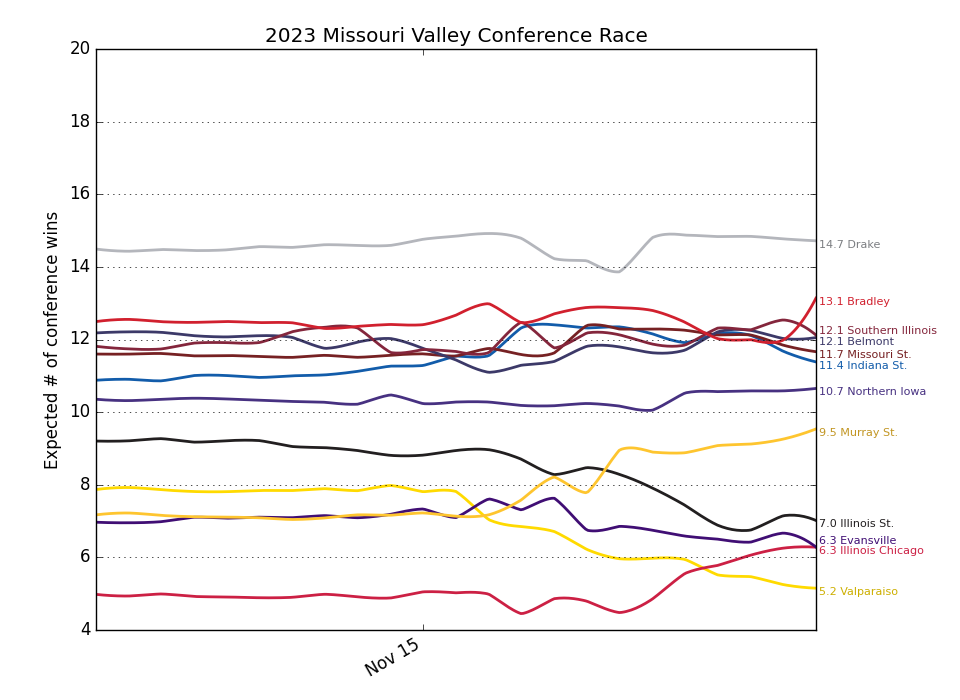 2023 Missouri Valley Conference Race
Expected # of conference wins
20
18
16
14
12
10
8
6
4
Nov 15
14.7 Drake
13.1 Bradley
12.1 Southern Illinois
12.1 Belmont
11.7 Missouri St.
11.4 Indiana St.
10.7 Northern Iowa
9.5 Murray St.
7.0 Illinois St.
6.3 Evansville
6.3 Illinois Chicago
5.2 Valparaiso